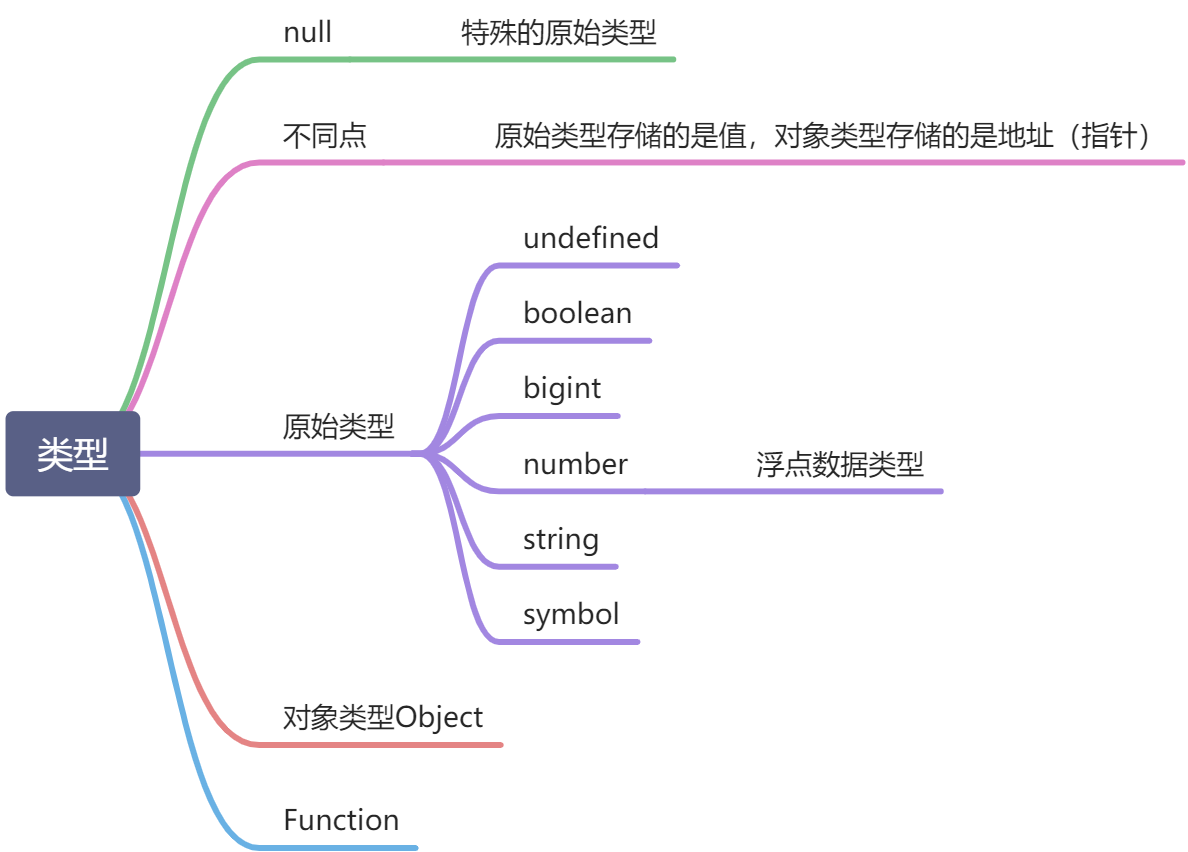 类型
null
特殊的原始类型
不同点
原始类型存储的是值，对象类型存储的是地址（指针）
原始类型
undefined
boolean
bigint
number
浮点数据类型
string
symbol
对象类型Object
Function